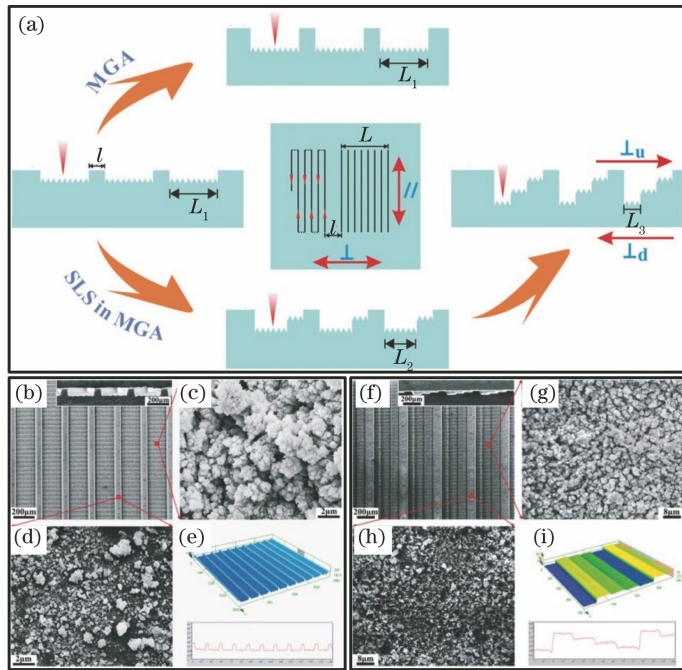 (a)
MGA
L₁
l
L₁
L
l
//
⊥
⊥u
L₃
⊥d
SLS in MGA
L₂
(b)
200μm
200μm
(c)
2μm
(d)
2μm
(e)
(f)
200μm
200μm
(g)
8μm
(h)
8μm
(i)